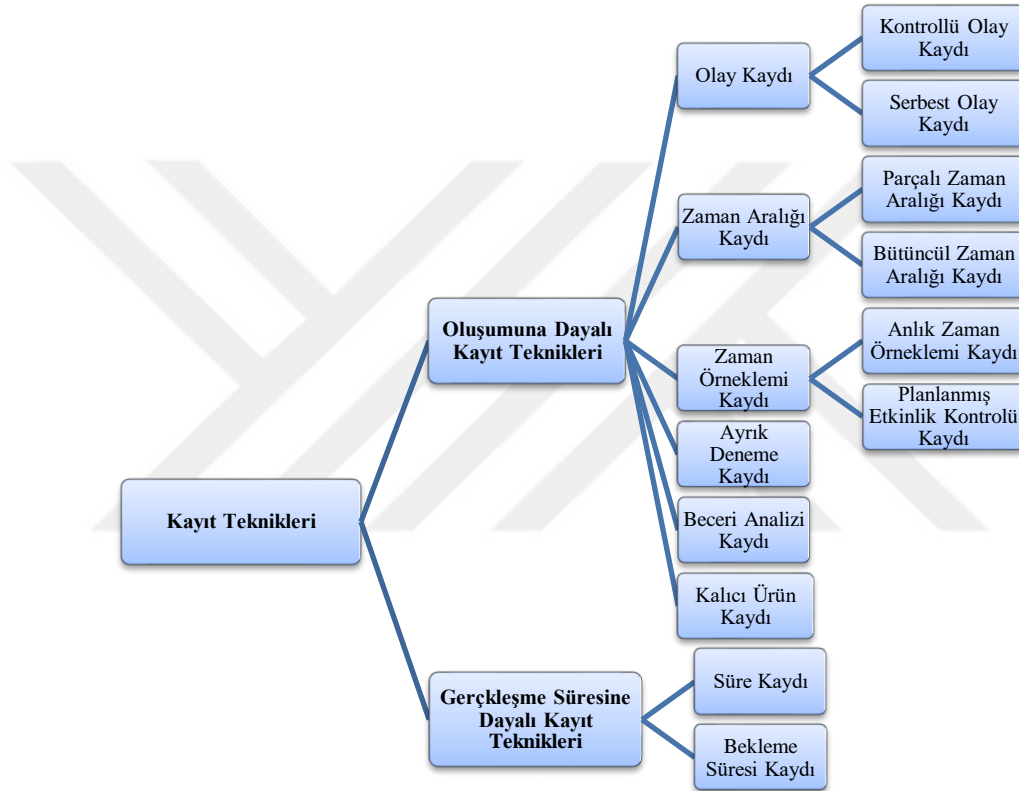 Kayıt Teknikleri
Oluşumuna Dayalı
Kayıt Teknikleri
Olay Kaydı
Kontrollü Olay
Kaydı
Serbest Olay
Kaydı
Zaman Aralığı
Kaydı
Parçalı Zaman
Aralığı Kaydı
Bütüncül Zaman
Aralığı Kaydı
Zaman
Örneklemi
Kaydı
Anlık Zaman
Örneklemi Kaydı
Planlanmış
Etkinlik Kontrolü
Kaydı
Ayrık
Deneme
Kaydı
Beceri Analizi
Kaydı
Kalıcı Ürün
Kaydı
Gerçkleşme Süresine
Dayalı Kayıt
Teknikleri
Süre Kaydı
Bekleme
Süresi Kaydı